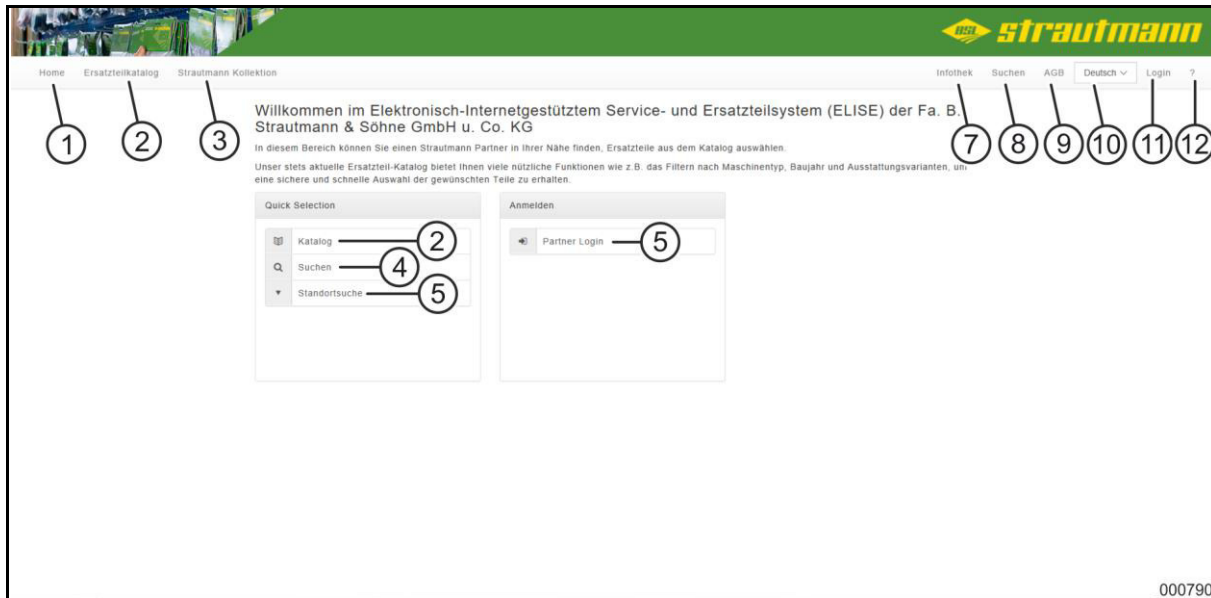 BSL strautmann
Home Ersatzteilkatalog Strautmann Kollektion Infothek Suchen AGB Deutsch Login ?
1 2 3 7 8 9 10 11 12
Willkommen im Elektronisch-Internetgestütztem Service- und Ersatzteilsystem (ELISE) der Fa. B.
Strautmann & Söhne GmbH u. Co. KG
In diesem Bereich können Sie einen Strautmann Partner in Ihrer Nähe finden, Ersatzteile aus dem Katalog auswählen.
Unser stets aktuelle Ersatzteil-Katalog bietet Ihnen viele nützliche Funktionen wie z.B. das Filtern nach Maschinentyp, Baujahr und Ausstattungsvarianten, um
eine sichere und schnelle Auswahl der gewünschten Teile zu erhalten.
Quick Selection Anmelden
Katalog 2 Partner Login 5
Suchen 4
Standortsuche 5
000790